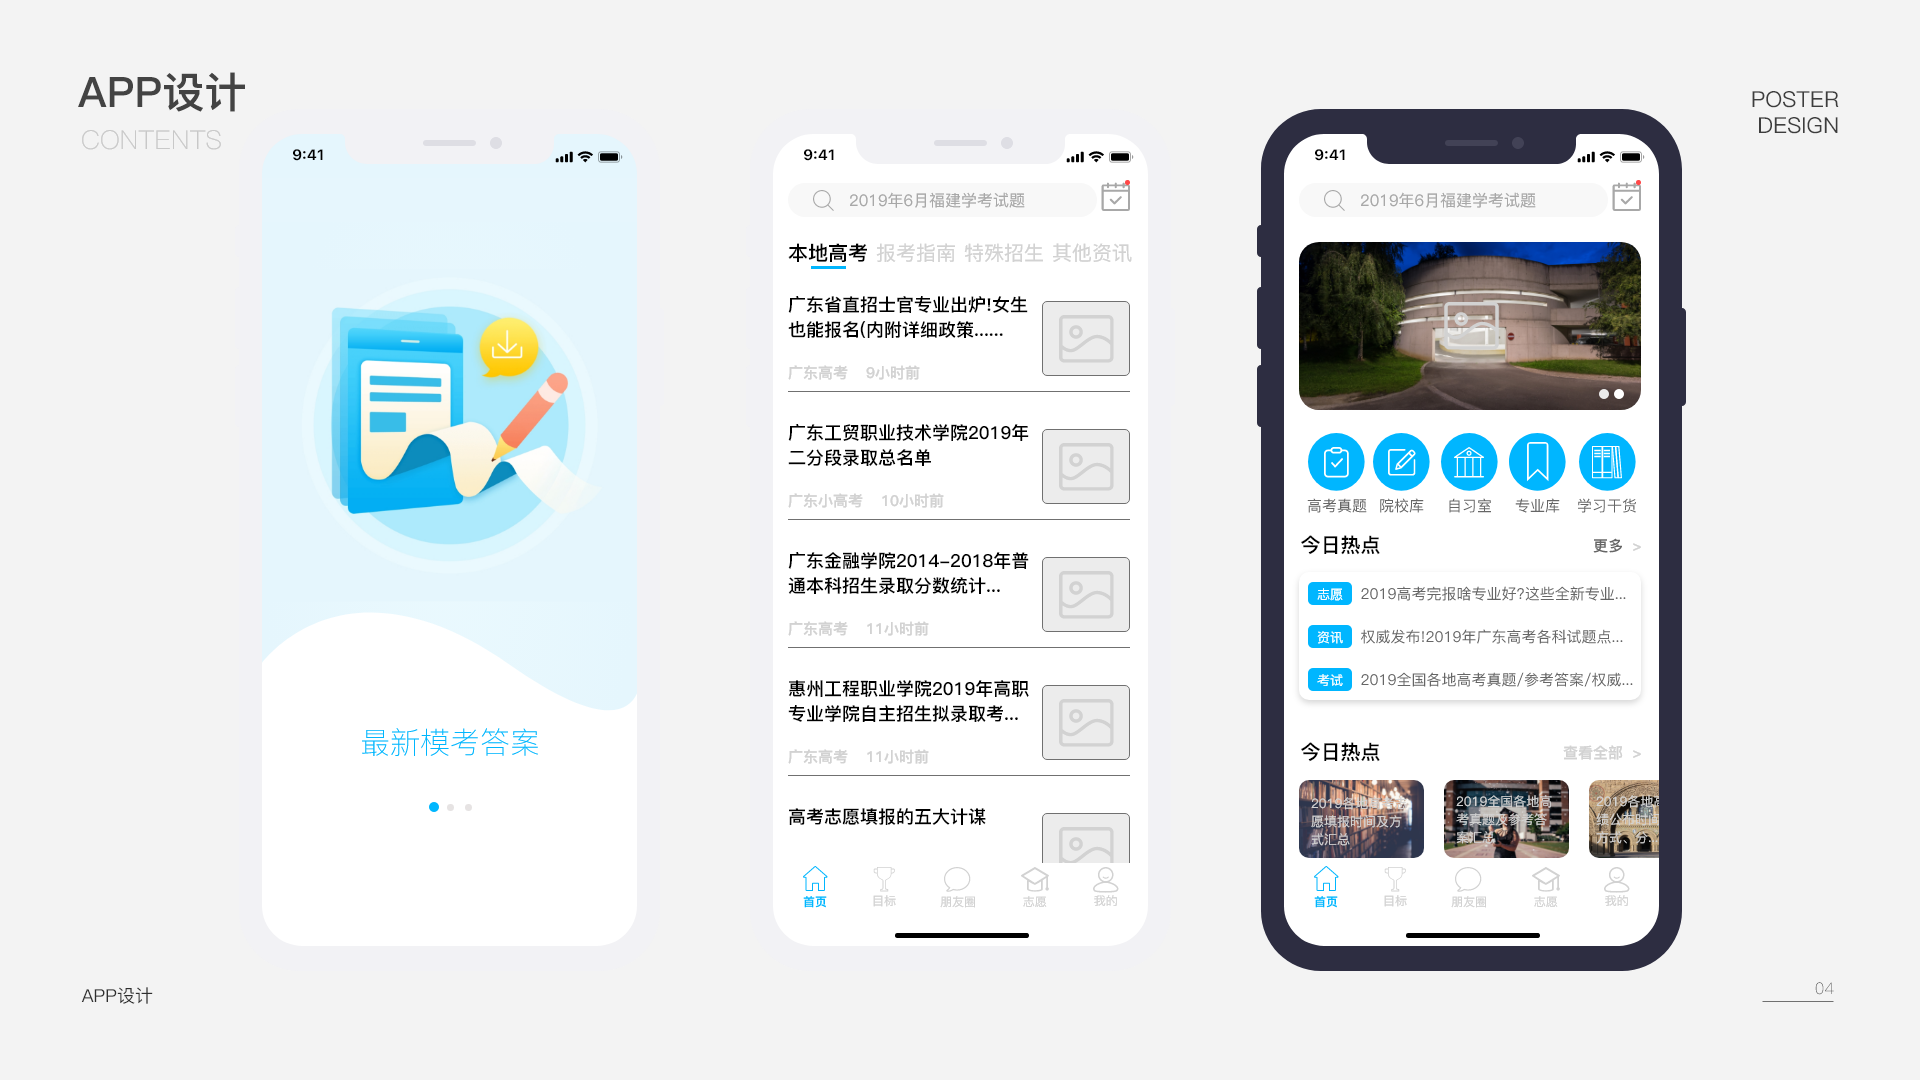 APP设计
CONTENTS
POSTER
DESIGN
9:41
最新模考答案
9:41
2019年6月福建学考试题
本地高考 报考指南 特殊招生 其他资讯
广东省直招士官专业出炉!女生
也能报名(内附详细政策......
广东高考 9小时前
广东工贸职业技术学院2019年
二分段录取总名单
广东小高考 10小时前
广东金融学院2014-2018年普
通本科招生录取分数统计...
广东高考 11小时前
惠州工程职业学院2019年高职
专业学院自主招生拟录取考...
广东高考 11小时前
高考志愿填报的五大计谋
首页 目标 朋友圈 志愿 我的
9:41
2019年6月福建学考试题
高考真题 院校库 自习室 专业库 学习干货
今日热点 更多 >
志愿 2019高考完报啥专业好?这些全新专业...
资讯 权威发布!2019年广东高考各科试题点...
考试 2019全国各地高考真题/参考答案/权威...
今日热点 查看全部 >
2019各地
愿填报时间及方
式汇总
2019全国各地高
考真题及参考答
案汇总
2019各地
方式、分...
首页 目标 朋友圈 志愿 我的
APP设计
04